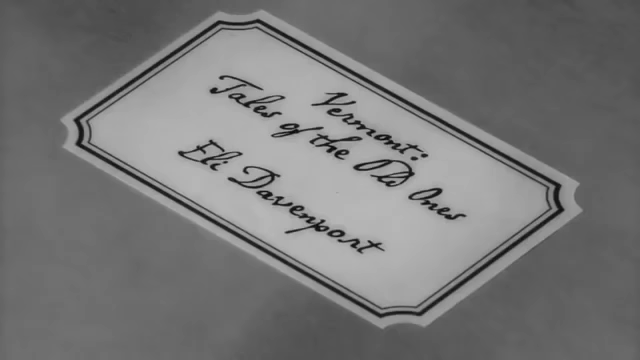 Vermont:
Tales of the Old Ones
Eli Davenport